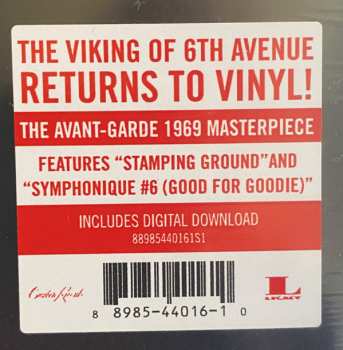 THE VIKING OF 6TH AVENUE
RETURNS TO VINYL!
THE AVANT-GARDE 1969 MASTERPIECE
FEATURES “STAMPING GROUND”AND
“SYMPHONIQUE #6 (GOOD FOR GOODIE)”
INCLUDES DIGITAL DOWNLOAD
88985440161S1
L
LEGACY
8 8985-44016-1 0